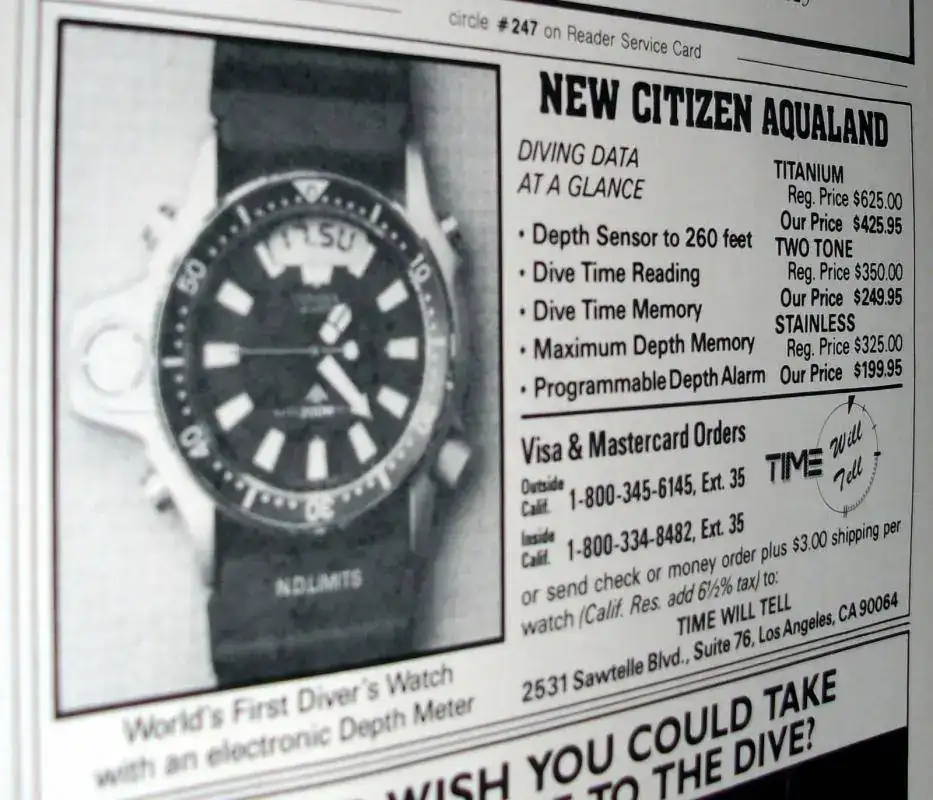 circle #247 on Reader Service Card
NEW CITIZEN AQUALAND
DIVING DATA
AT A GLANCE
• Depth Sensor to 260 feet
• Dive Time Reading
• Dive Time Memory
• Maximum Depth Memory
• Programmable Depth Alarm
TITANIUM
Reg. Price $625.00
Our Price $425.95
TWO TONE
Reg. Price $350.00
Our Price $249.95
STAINLESS
Reg. Price $325.00
Our Price $199.95
Visa & Mastercard Orders
Outside Calif. 1-800-345-6145, Ext. 35
Inside Calif. 1-800-334-8482, Ext. 35
TIME Will Tell
or send check or money order plus $3.00 shipping per
watch (Calif. Res. add 6½% tax) to:
TIME WILL TELL
2531 Sawtelle Blvd., Suite 76, Los Angeles, CA 90064
0
10
50
40
30
N.D.LIMITS
World's First Diver's Watch
with an electronic Depth Meter
WISH YOU COULD TAKE
TO THE DIVE?